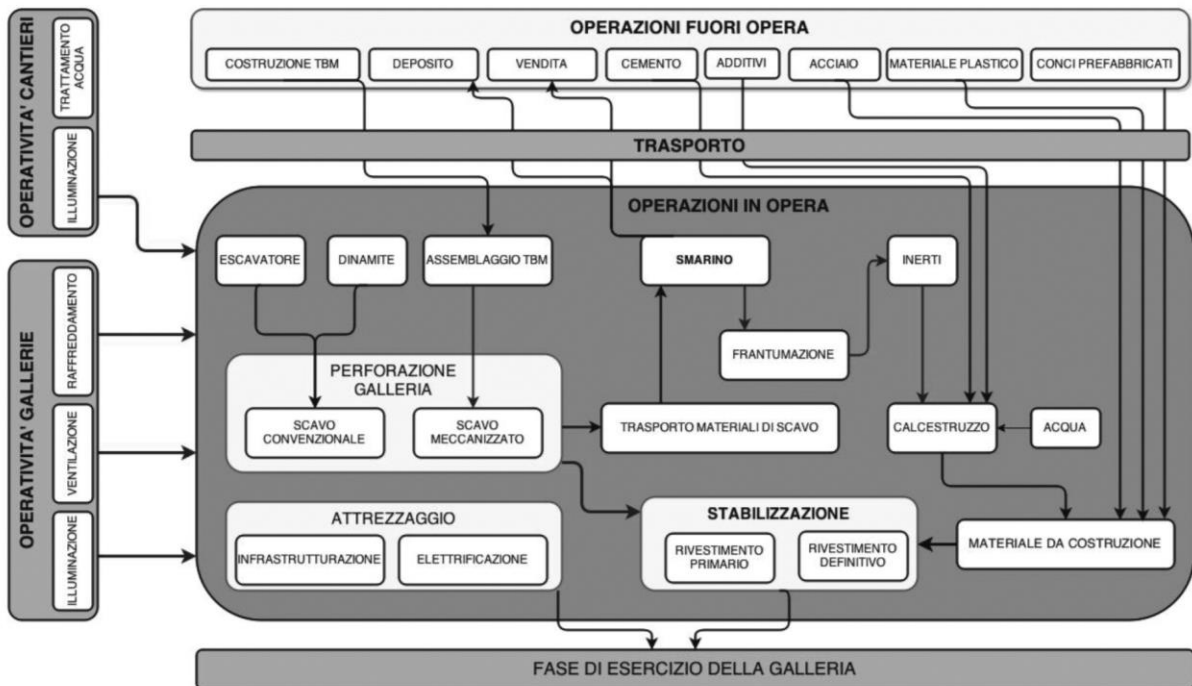 OPERATIVITA' CANTIERI
TRATTAMENTO
ACQUA
ILLUMINAZIONE
OPERATIVITA' GALLERIE
RAFFREDDAMENTO
VENTILAZIONE
ILLUMINAZIONE
OPERAZIONI FUORI OPERA
COSTRUZIONE TBM
DEPOSITO
VENDITA
CEMENTO
ADDITIVI
ACCIAIO
MATERIALE PLASTICO
CONCI PREFABBRICATI
TRASPORTO
OPERAZIONI IN OPERA
ESCAVATORE
DINAMITE
ASSEMBLAGGIO TBM
SMARINO
INERTI
FRANTUMAZIONE
PERFORAZIONE
GALLERIA
SCAVO
CONVENZIONALE
SCAVO
MECCANIZZATO
TRASPORTO MATERIALI DI SCAVO
CALCESTRUZZO
ACQUA
ATTREZZAGGIO
INFRASTRUTTURAZIONE
ELETTRIFICAZIONE
STABILIZZAZIONE
RIVESTIMENTO
PRIMARIO
RIVESTIMENTO
DEFINITIVO
MATERIALE DA COSTRUZIONE
FASE DI ESERCIZIO DELLA GALLERIA